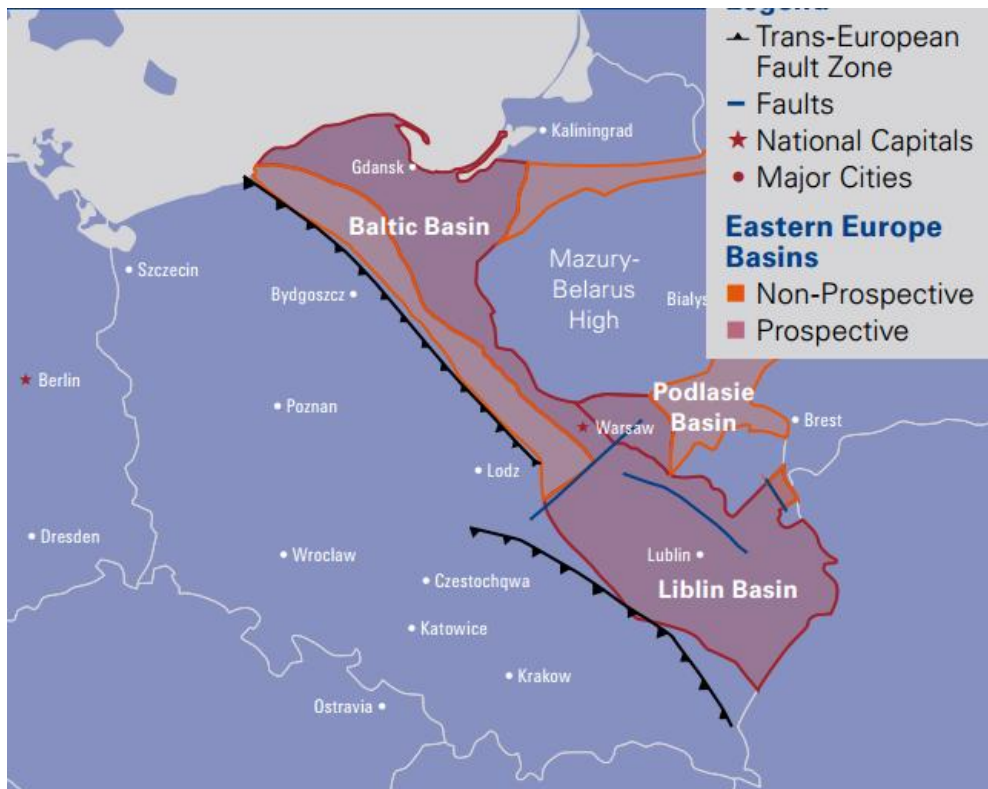 Legend
Trans-European
Fault Zone
Faults
National Capitals
Major Cities
Eastern Europe
Basins
Non-Prospective
Prospective
Kaliningrad
Gdansk
Baltic Basin
Mazury-
Belarus
High
Szczecin
Bydgoszcz
Bialys
Berlin
Poznan
Podlasie
Basin
Warsaw
Brest
Lodz
Dresden
Wroclaw
Lublin
Czestochqwa
Liblin Basin
Katowice
Krakow
Ostravia